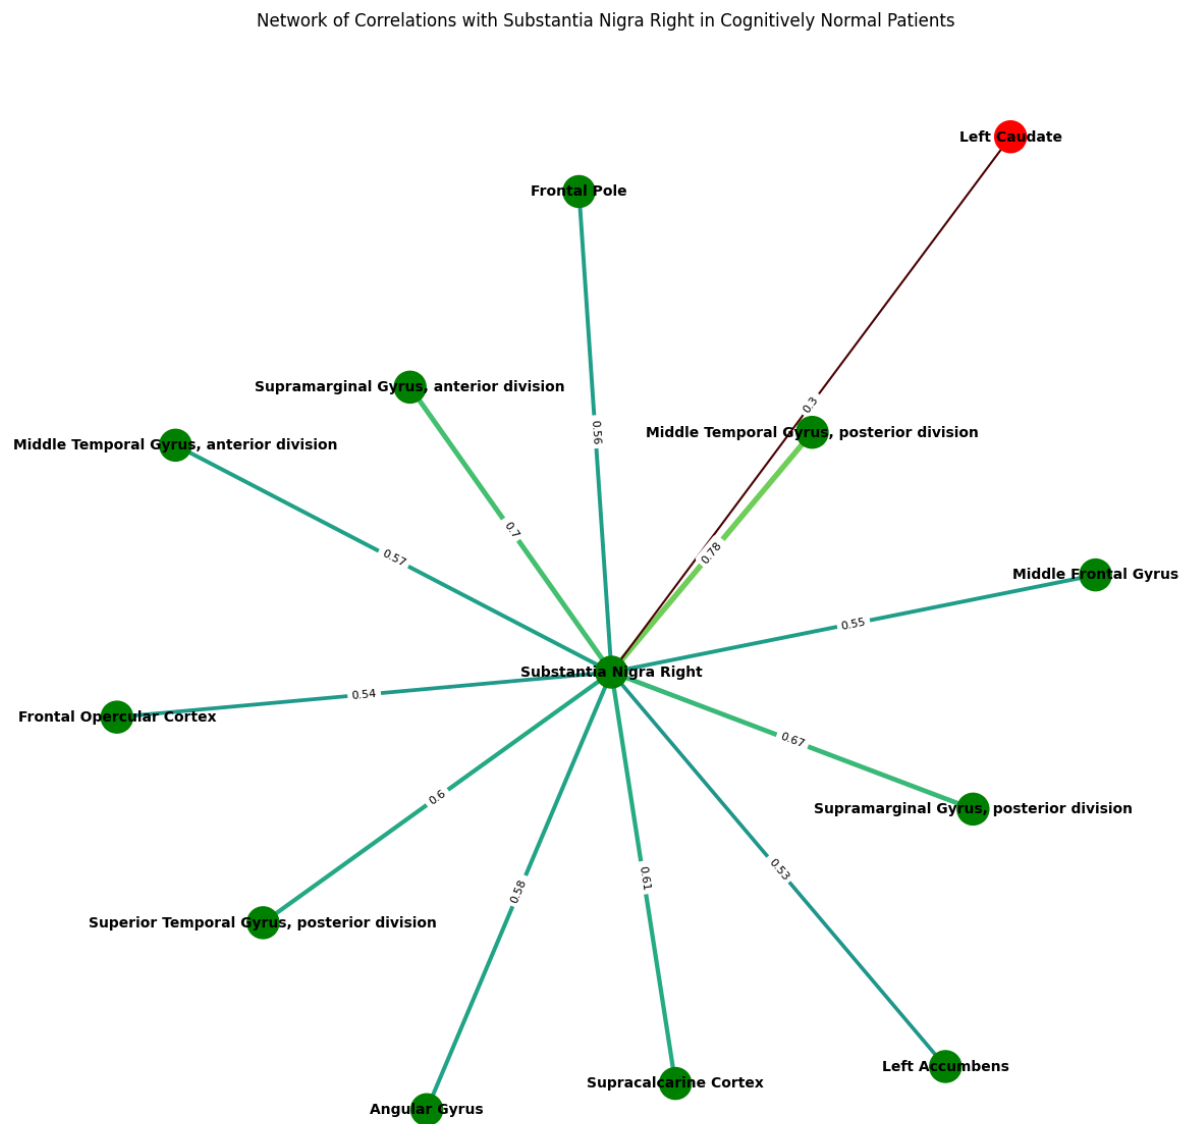 Network of Correlations with Substantia Nigra Right in Cognitively Normal Patients
Left Caudate
Frontal Pole
Supramarginal Gyrus, anterior division
0.3
Middle Temporal Gyrus, posterior division
0.56
Middle Temporal Gyrus, anterior division
0.7
0.78
0.57
Middle Frontal Gyrus
0.55
Substantia Nigra Right
0.54
Frontal Opercular Cortex
0.67
0.6
Supramarginal Gyrus, posterior division
0.53
0.61
0.58
Superior Temporal Gyrus, posterior division
Left Accumbens
Supracalcarine Cortex
Angular Gyrus